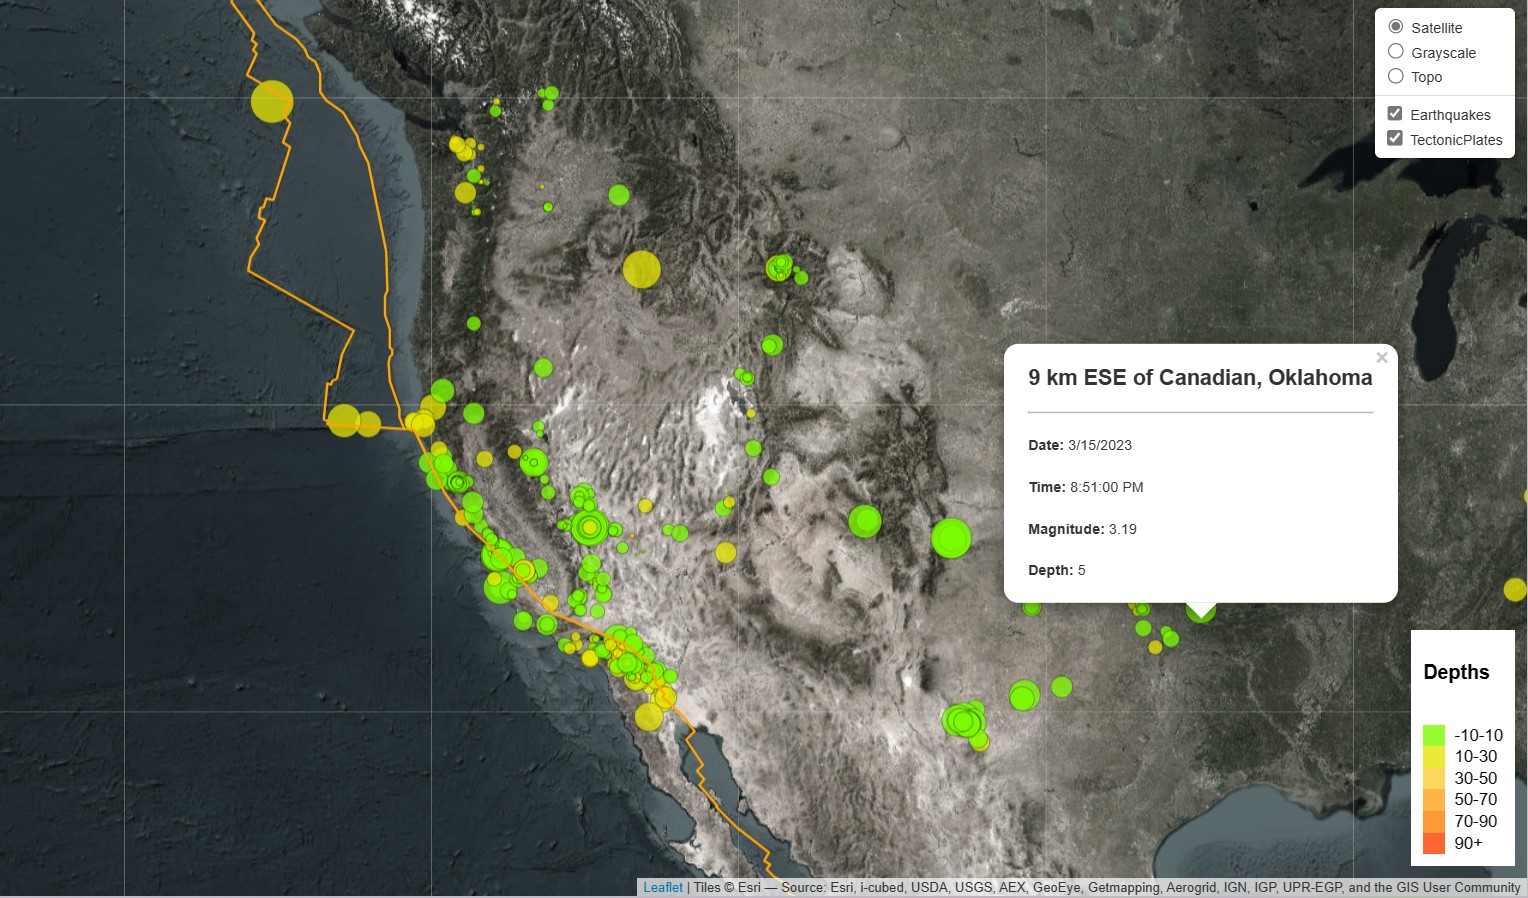 Satellite
Grayscale
Topo
Earthquakes
TectonicPlates
×
9 km ESE of Canadian, Oklahoma
Date: 3/15/2023
Time: 8:51:00 PM
Magnitude: 3.19
Depth: 5
Depths
-10-10
10-30
30-50
50-70
70-90
90+
Leaflet | Tiles © Esri — Source: Esri, i-cubed, USDA, USGS, AEX, GeoEye, Getmapping, Aerogrid, IGN, IGP, UPR-EGP, and the GIS User Community